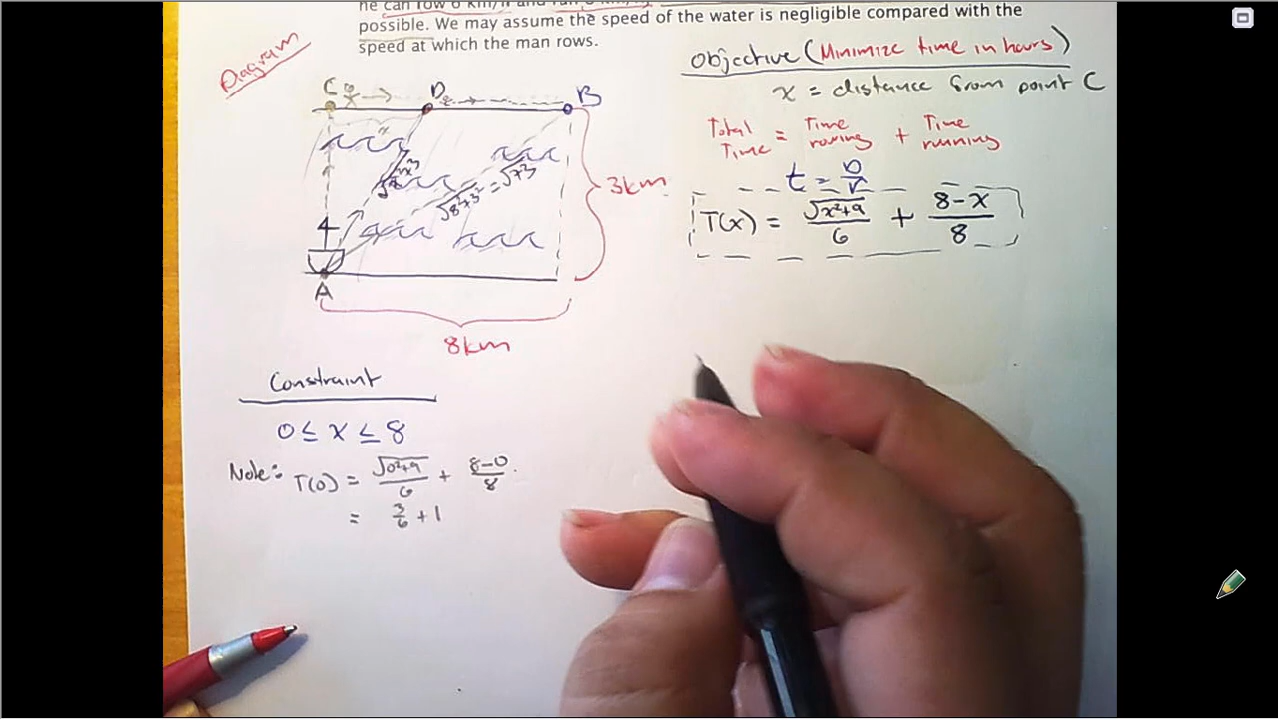 he can row 6 km/h and run 8 km/h
possible. We may assume the speed of the water is negligible compared with the
speed at which the man rows.
Diagram
Objective (Minimize time in hours)
x = distance from point C
Total Time = Time rowing + Time running
t = D/r
T(x) = √x²+9/6 + 8-x/8
C D B
x
√8²+3² = √73
3km
A
8km
Constraint
0 ≤ x ≤ 8
Note: T(0) = √0²+9/6 + 8-0/8
= 3/6 + 1